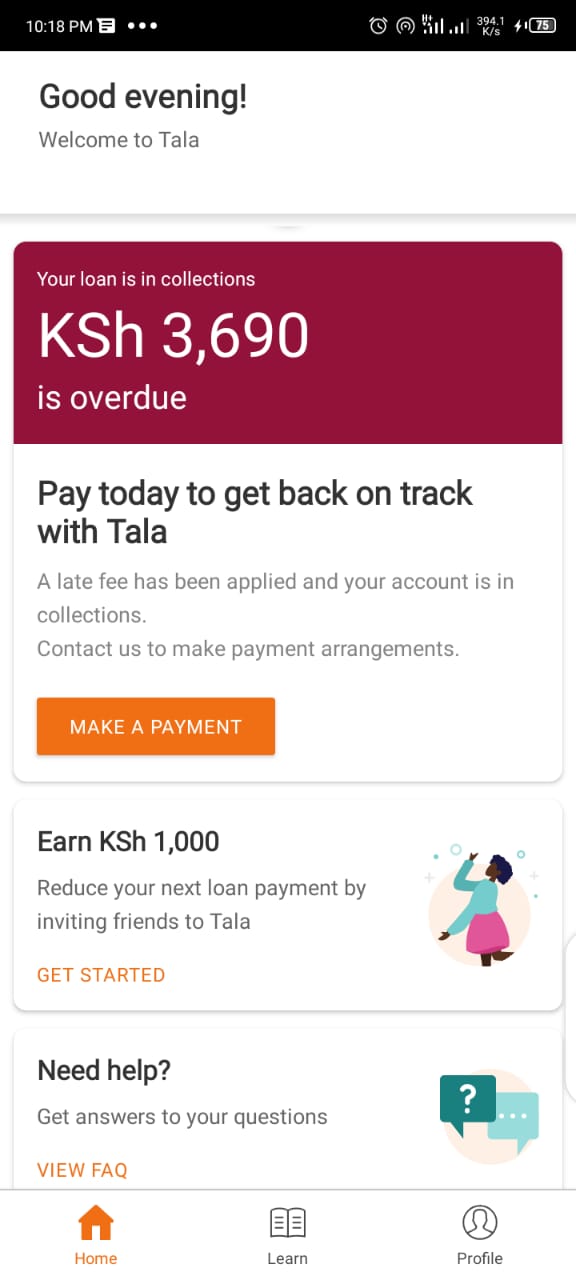 10:18 PM
394.1
K/s
75
Good evening!
Welcome to Tala
Your loan is in collections
KSh 3,690
is overdue
Pay today to get back on track
with Tala
A late fee has been applied and your account is in
collections.
Contact us to make payment arrangements.
MAKE A PAYMENT
Earn KSh 1,000
Reduce your next loan payment by
inviting friends to Tala
GET STARTED
Need help?
Get answers to your questions
?
VIEW FAQ
Home
Learn
Profile